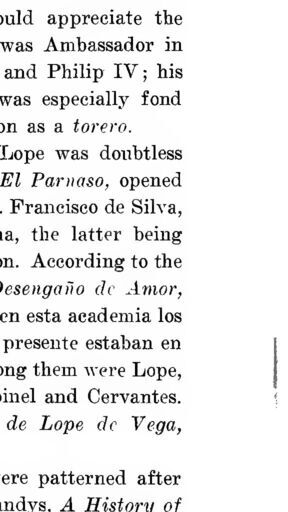 ould appreciate the
was Ambassador in
and Philip IV; his
was especially fond
on as a torero.
Lope was doubtless
El Parnaso, opened
. Francisco de Silva,
na, the latter being
on. According to the
Desengaño de Amor,
en esta academia los
presente estaban en
ong them were Lope,
pinel and Cervantes.
de Lope de Vega,
ere patterned after
andys, A History of